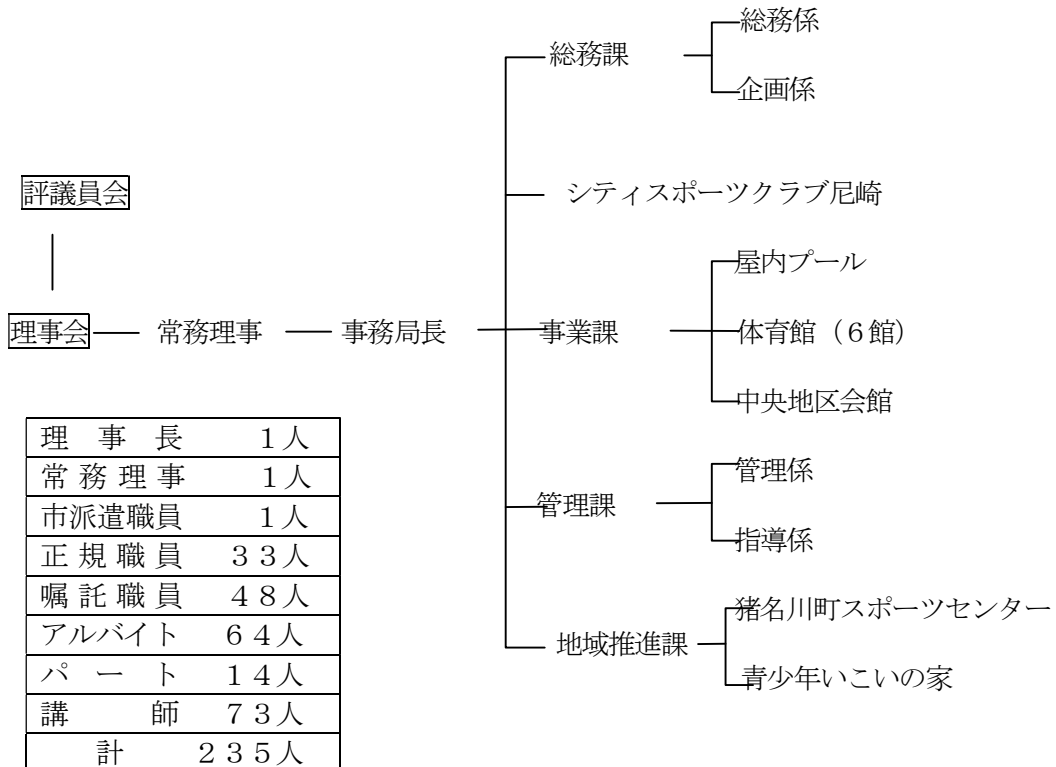 総務係
総務課
企画係
評議員会
シティスポーツクラブ尼崎
屋内プール
理事会 常務理事 事務局長 事業課 体育館（６館）
中央地区会館
管理係
管理課
指導係
猪名川町スポーツセンター
地域推進課
青少年いこいの家
理事長 1人
常務理事 1人
市派遣職員 1人
正規職員 ３３人
嘱託職員 ４８人
アルバイト ６４人
パート １４人
講師 ７３人
計 ２３５人